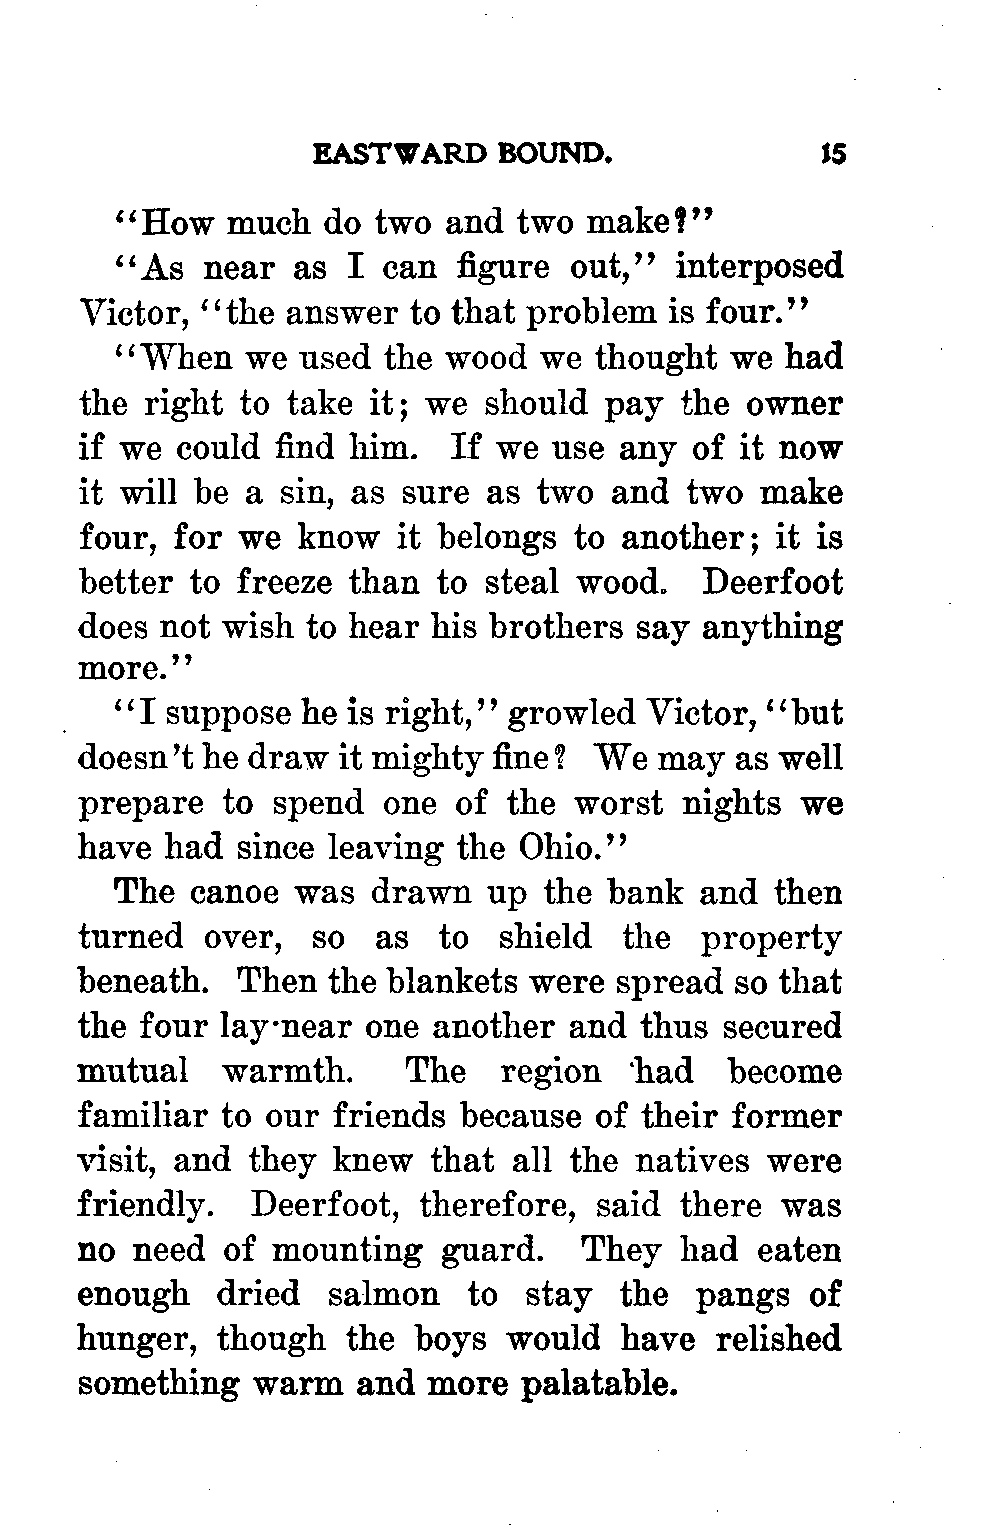 EASTWARD BOUND. 15
“How much do two and two make?”
“As near as I can figure out,” interposed
Victor, “the answer to that problem is four.”
“When we used the wood we thought we had
the right to take it; we should pay the owner
if we could find him. If we use any of it now
it will be a sin, as sure as two and two make
four, for we know it belongs to another; it is
better to freeze than to steal wood. Deerfoot
does not wish to hear his brothers say anything
more.”
“I suppose he is right,” growled Victor, “but
doesn’t he draw it mighty fine? We may as well
prepare to spend one of the worst nights we
have had since leaving the Ohio.”
The canoe was drawn up the bank and then
turned over, so as to shield the property
beneath. Then the blankets were spread so that
the four lay near one another and thus secured
mutual warmth. The region had become
familiar to our friends because of their former
visit, and they knew that all the natives were
friendly. Deerfoot, therefore, said there was
no need of mounting guard. They had eaten
enough dried salmon to stay the pangs of
hunger, though the boys would have relished
something warm and more palatable.